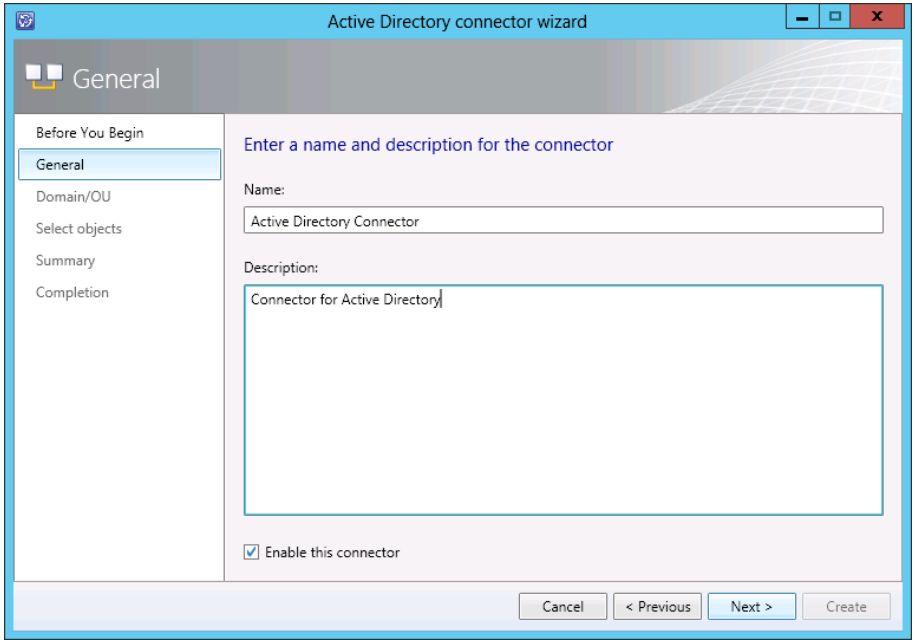 Active Directory connector wizard
General
Before You Begin
General
Domain/OU
Select objects
Summary
Completion
Enter a name and description for the connector
Name:
Active Directory Connector
Description:
Connector for Active Directory
Enable this connector
Cancel
< Previous
Next >
Create